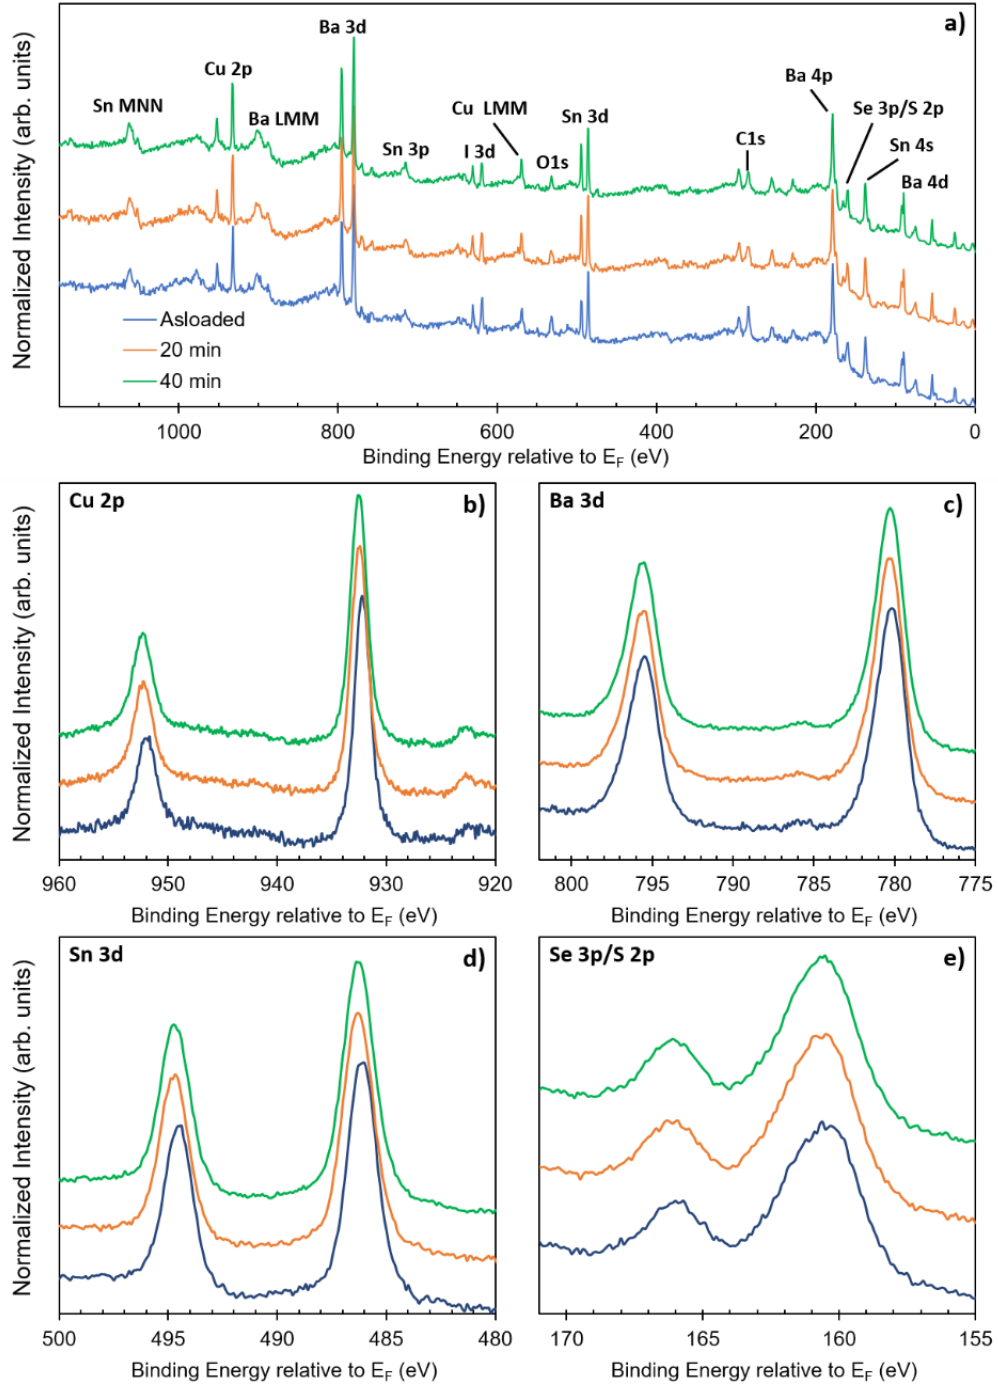 a)
Normalized Intensity (arb. units)
Ba 3d
Cu 2p
Sn MNN
Ba LMM
Sn 3p
Cu LMM
I 3d
O1s
Sn 3d
C1s
Ba 4p
Se 3p/S 2p
Sn 4s
Ba 4d
Asloaded
20 min
40 min
1000 800 600 400 200 0
Binding Energy relative to EF (eV)
Cu 2p b)
Normalized Intensity (arb. units)
960 950 940 930 920
Binding Energy relative to EF (eV)
Ba 3d c)
800 795 790 785 780 775
Binding Energy relative to EF (eV)
Sn 3d d)
Normalized Intensity (arb. units)
500 495 490 485 480
Binding Energy relative to EF (eV)
Se 3p/S 2p e)
170 165 160 155
Binding Energy relative to EF (eV)